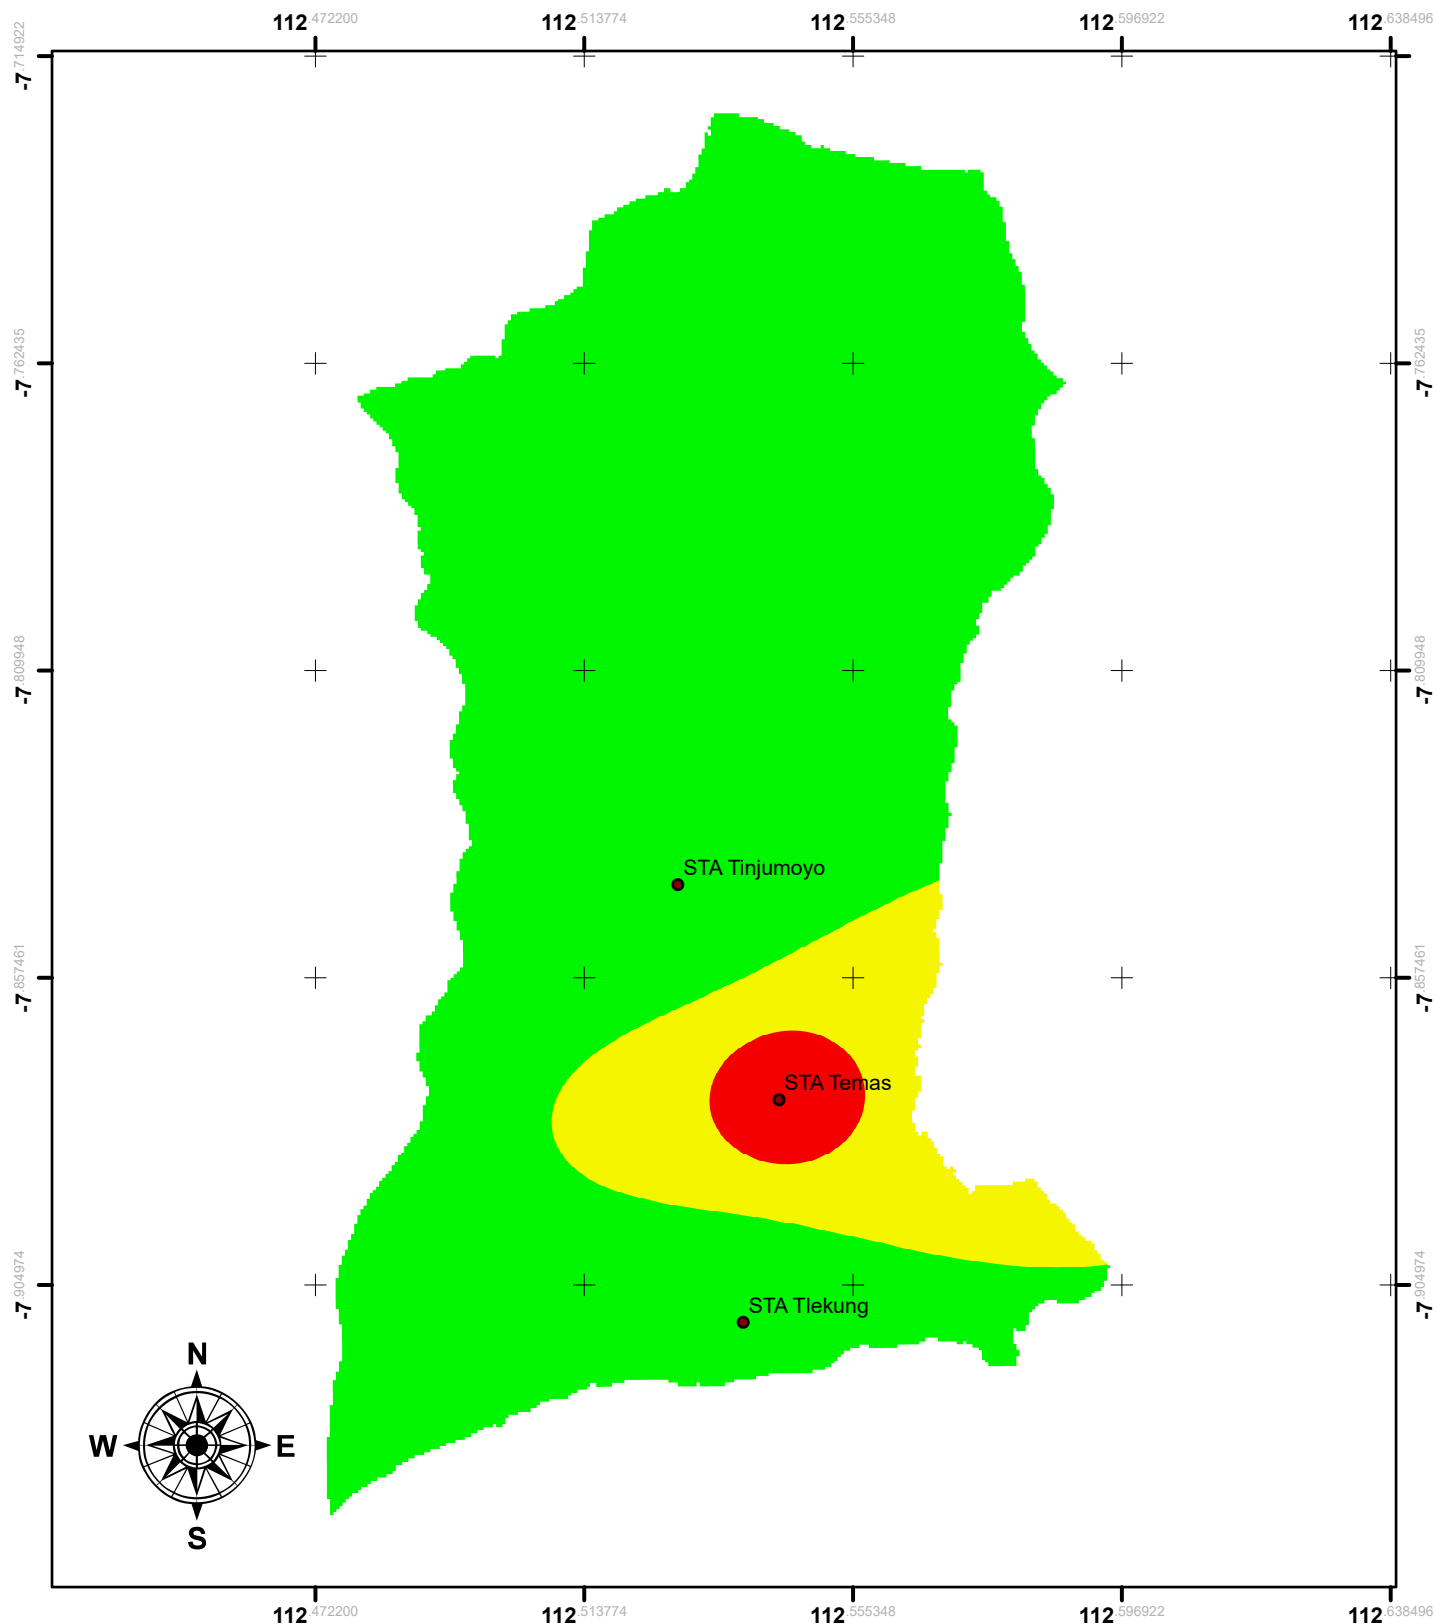 112.472200 112.513774 112.555348 112.596922 112.638496
-7.714922
-7.762435 -7.762435
-7.809948 -7.809948
STA Tinjumoyo
-7.857461 -7.857461
STA Temas
-7.904974 -7.904974
STA Tlekung
N
W E
S
112.472200 112.513774 112.555348 112.596922 112.638496